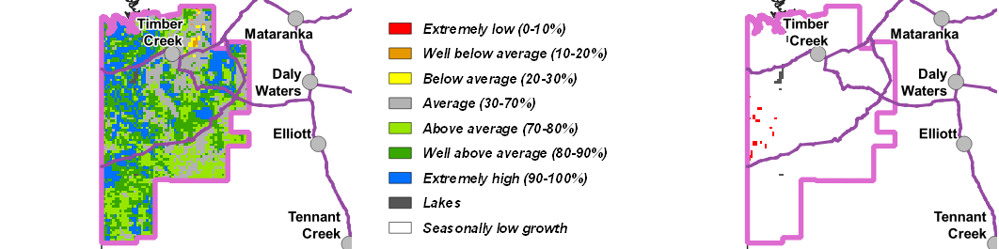 Timber
Creek
Mataranka
Daly
Waters
Elliott
Tennant
Creek
Extremely low (0-10%)
Well below average (10-20%)
Below average (20-30%)
Average (30-70%)
Above average (70-80%)
Well above average (80-90%)
Extremely high (90-100%)
Lakes
Seasonally low growth
Timber
Creek
Mataranka
Daly
Waters
Elliott
Tennant
Creek